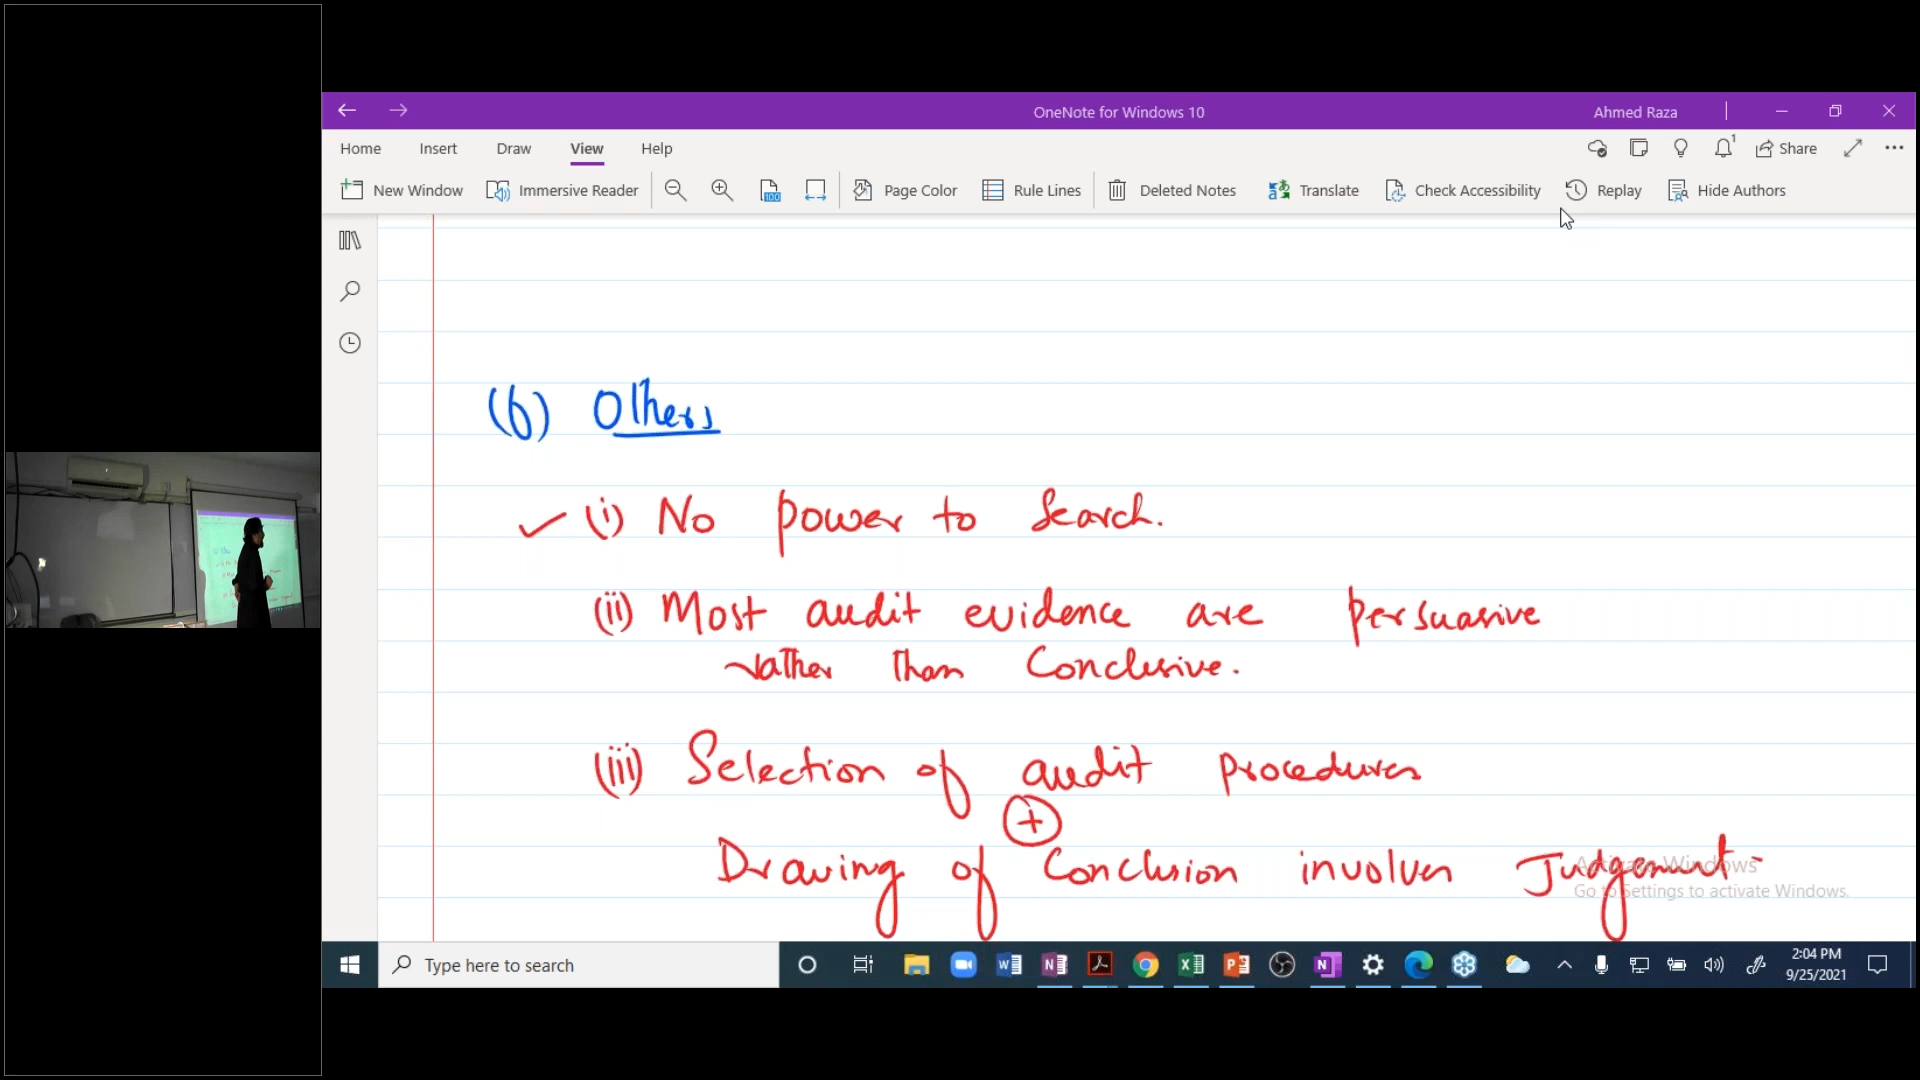 OneNote for Windows 10
Ahmed Raza
Home Insert Draw View Help
1
Share
New Window Immersive Reader 100 Page Color Rule Lines Deleted Notes Translate Check Accessibility Replay Hide Authors
(b) Others
(i) No power to Search.
(ii) Most audit evidence are persuasive
rather than Conclusive.
(iii) Selection of audit procedures
+
Drawing of Conclusion involves Judgement.
Activate Windows
Go to Settings to activate Windows.
Type here to search
2:04 PM
9/25/2021